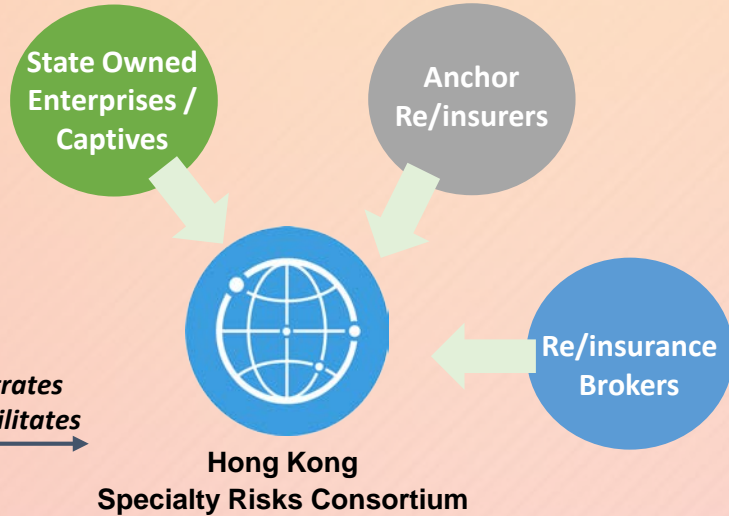 State Owned
Enterprises /
Captives
Anchor
Re/insurers
Re/insurance
Brokers
Hong Kong
Specialty Risks Consortium